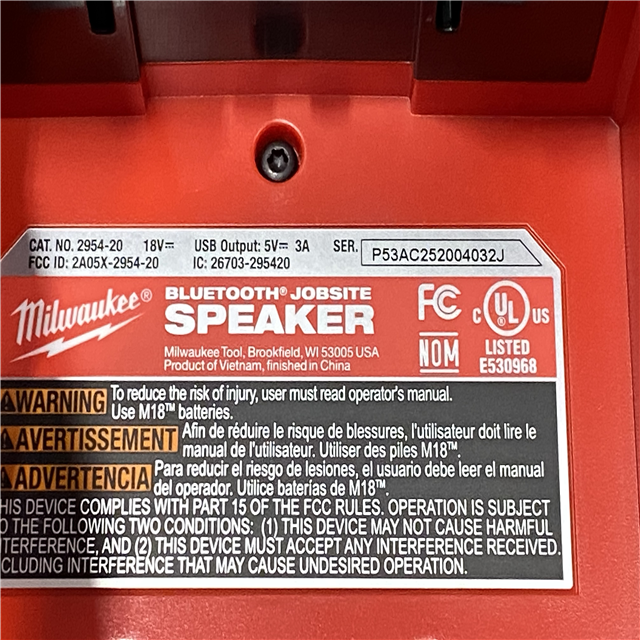 CAT. NO. 2954-20 18V⎓ USB Output: 5V⎓ 3A SER. P53AC252004032J
FCC ID: 2A05X-2954-20 IC: 26703-295420
Milwaukee®
BLUETOOTH® JOBSITE
SPEAKER
Milwaukee Tool, Brookfield, WI 53005 USA
Product of Vietnam, finished in China
FC
NOM
C UL US
LISTED
E530968
WARNING To reduce the risk of injury, user must read operator's manual.
Use M18™ batteries.
AVERTISSEMENT Afin de réduire le risque de blessures, l'utilisateur doit lire le
manual de l'utilisateur. Utiliser des piles M18™.
ADVERTENCIA Para reducir el riesgo de lesiones, el usuario debe leer el manual
del operador. Utilice baterías de M18™.
HIS DEVICE COMPLIES WITH PART 15 OF THE FCC RULES. OPERATION IS SUBJECT
O THE FOLLOWING TWO CONDITIONS: (1) THIS DEVICE MAY NOT CAUSE HARMFUL
TERFERENCE, AND (2) THIS DEVICE MUST ACCEPT ANY INTERFERENCE RECEIVED.
CLUDING INTERFERENCE THAT MAY CAUSE UNDESIRED OPERATION.